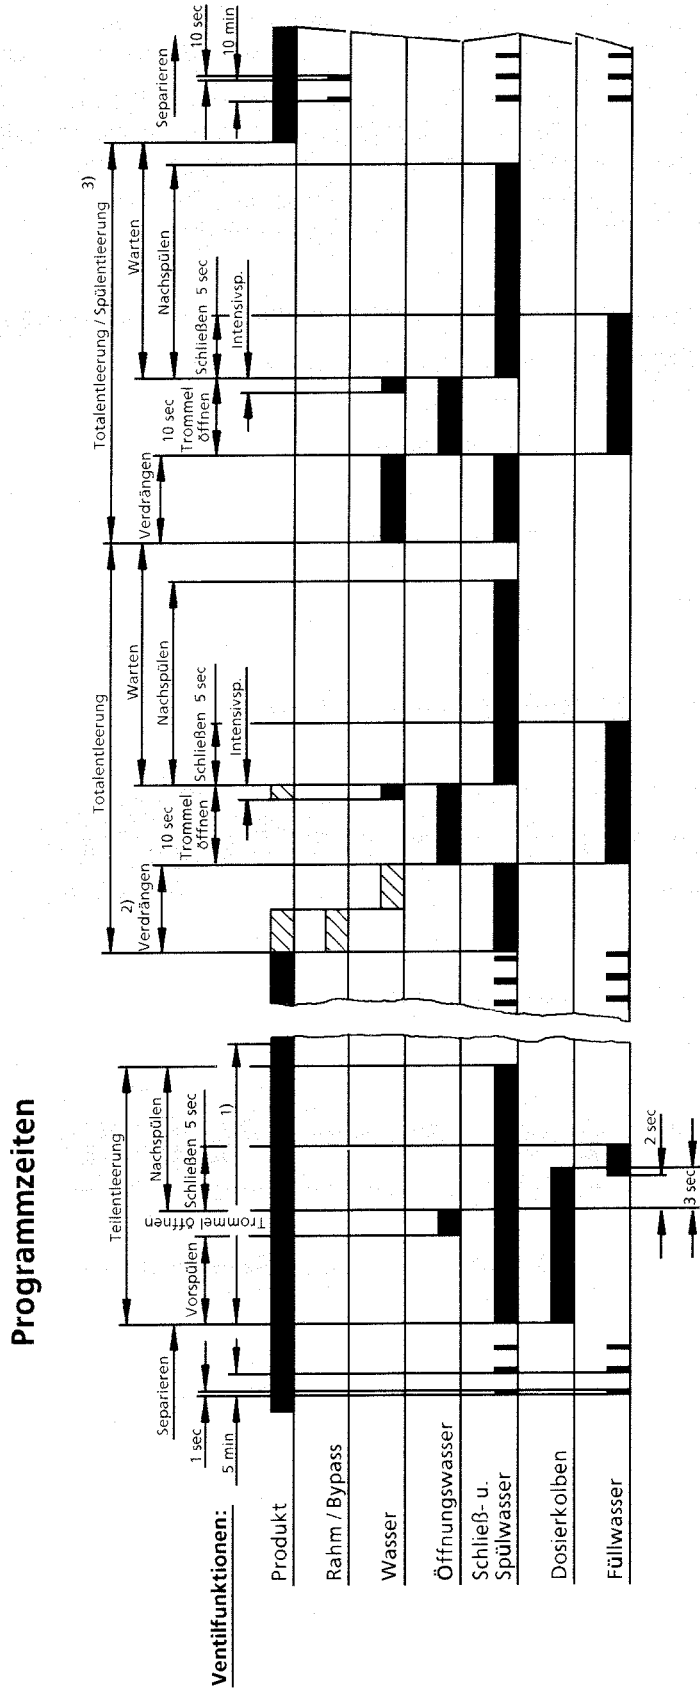 Programmzeiten
Separieren
Teilentleerung
1 sec
Vorspülen
Trommel öffnen
Nachspülen
Schließen 5 sec
5 min
1)
Totalentleerung
2)
Verdrängen
10 sec
Trommel
öffnen
Warten
Nachspülen
Schließen 5 sec
Intensivsp.
Totalentleerung / Spülentleerung
3)
Verdrängen
10 sec
Trommel
öffnen
Warten
Nachspülen
Schließen 5 sec
Intensivsp.
Separieren
10 sec
10 min
Ventilfunktionen:
Produkt
Rahm / Bypass
Wasser
Öffnungswasser
Schließ- u.
Spülwasser
Dosierkolben
Füllwasser
2 sec
3 sec